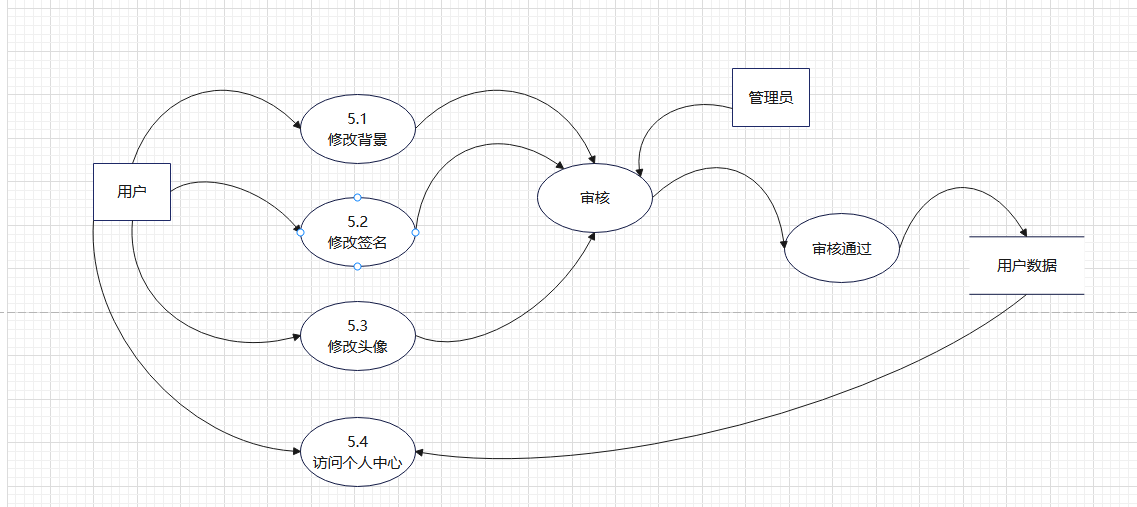 管理员
5.1
修改背景
用户
审核
5.2
修改签名
审核通过
用户数据
5.3
修改头像
5.4
访问个人中心